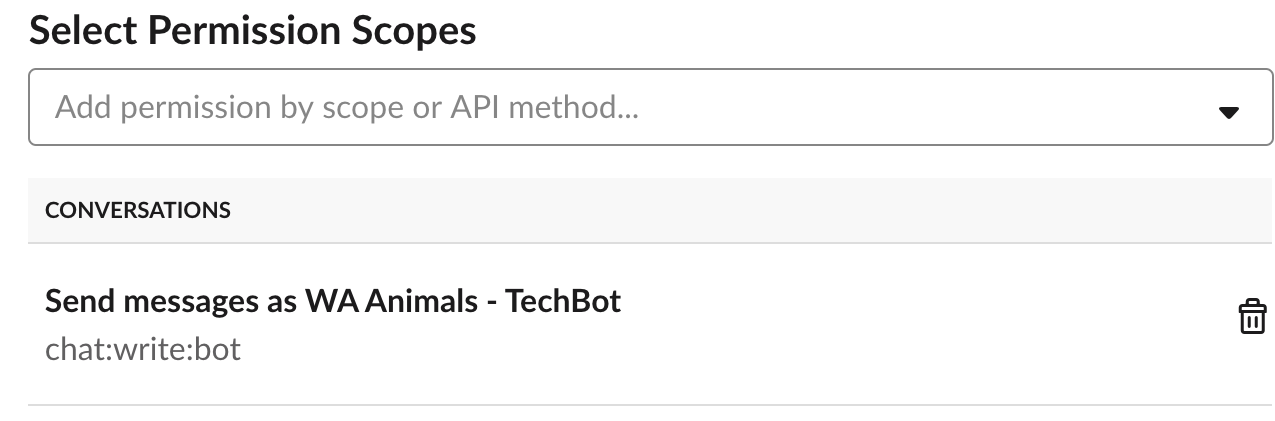 Select Permission Scopes
Add permission by scope or API method...
CONVERSATIONS
Send messages as WA Animals - TechBot
chat:write:bot